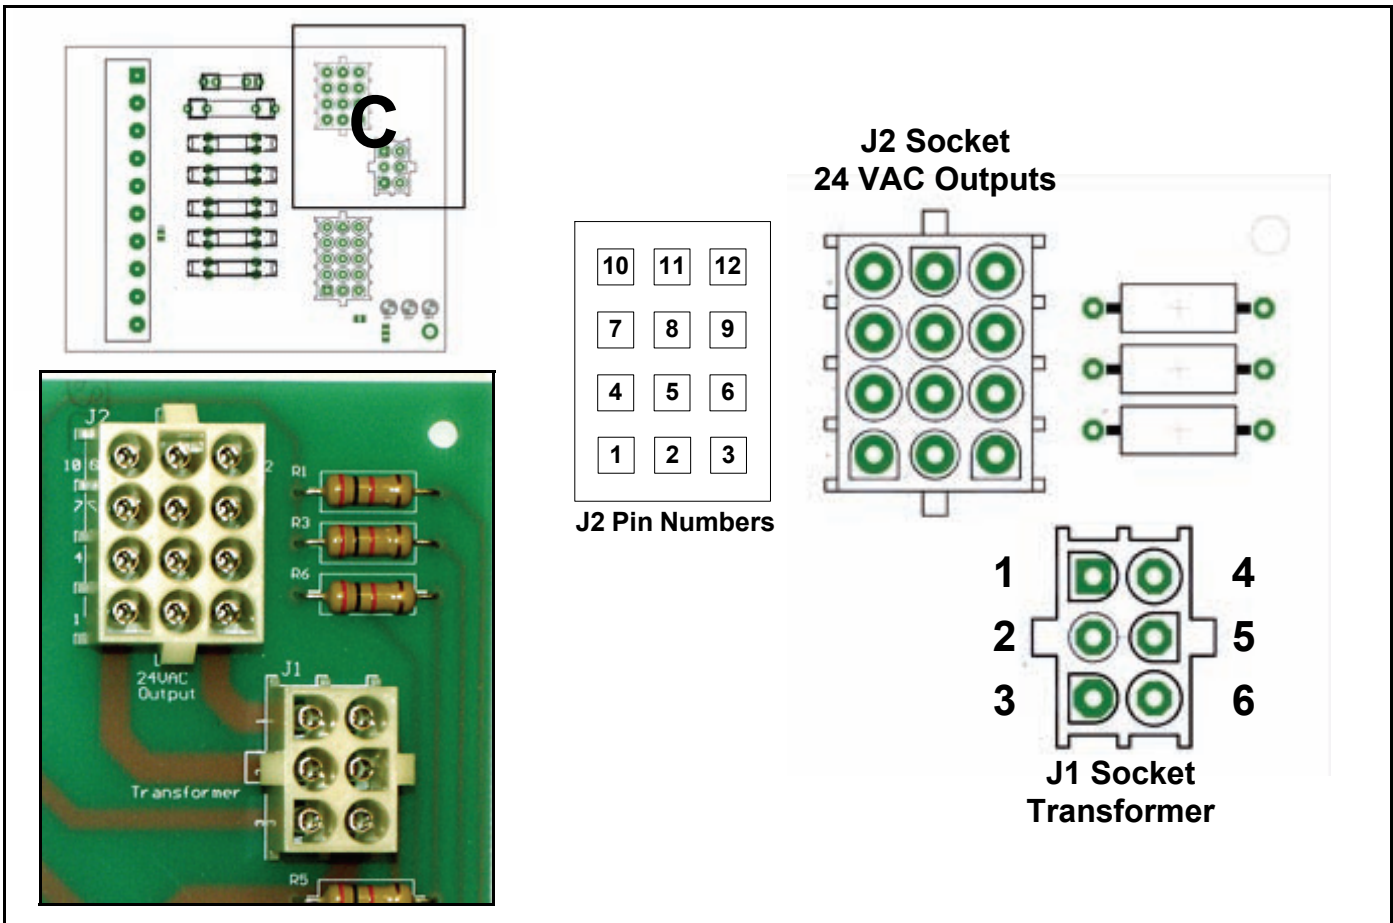 C
J2 Socket
24 VAC Outputs
10 11 12
7 8 9
4 5 6
1 2 3
J2 Pin Numbers
1 4
2 5
3 6
J1 Socket
Transformer
J2
10
7
4
1
2
R1
R3
R6
24VAC
Output
J1
Transformer
R5